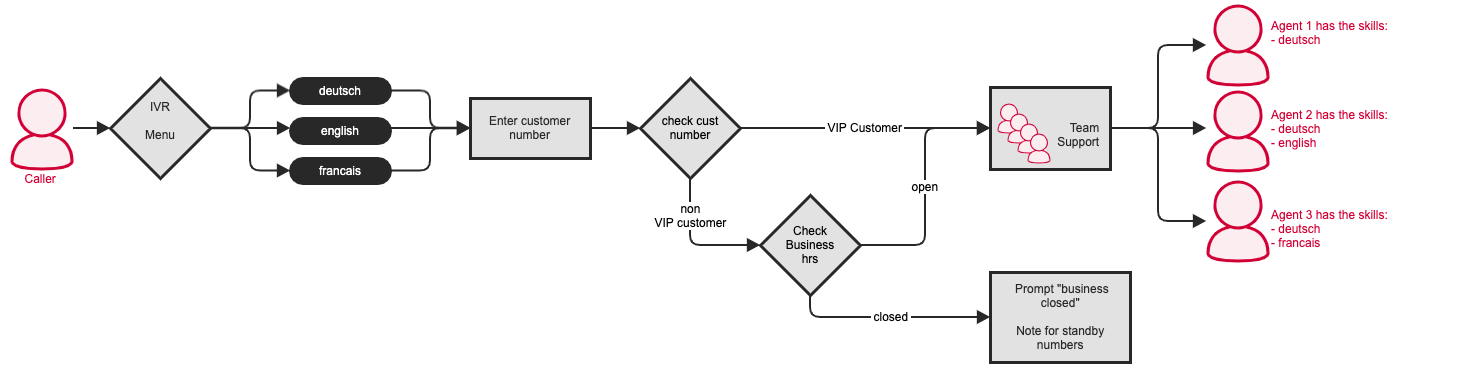 Caller
IVR
Menu
deutsch
english
francais
Enter customer
number
check cust
number
VIP Customer
non
VIP customer
Check
Business
hrs
open
closed
Team
Support
Prompt "business
closed"
Note for standby
numbers
Agent 1 has the skills:
- deutsch
Agent 2 has the skills:
- deutsch
- english
Agent 3 has the skills:
- deutsch
- francais